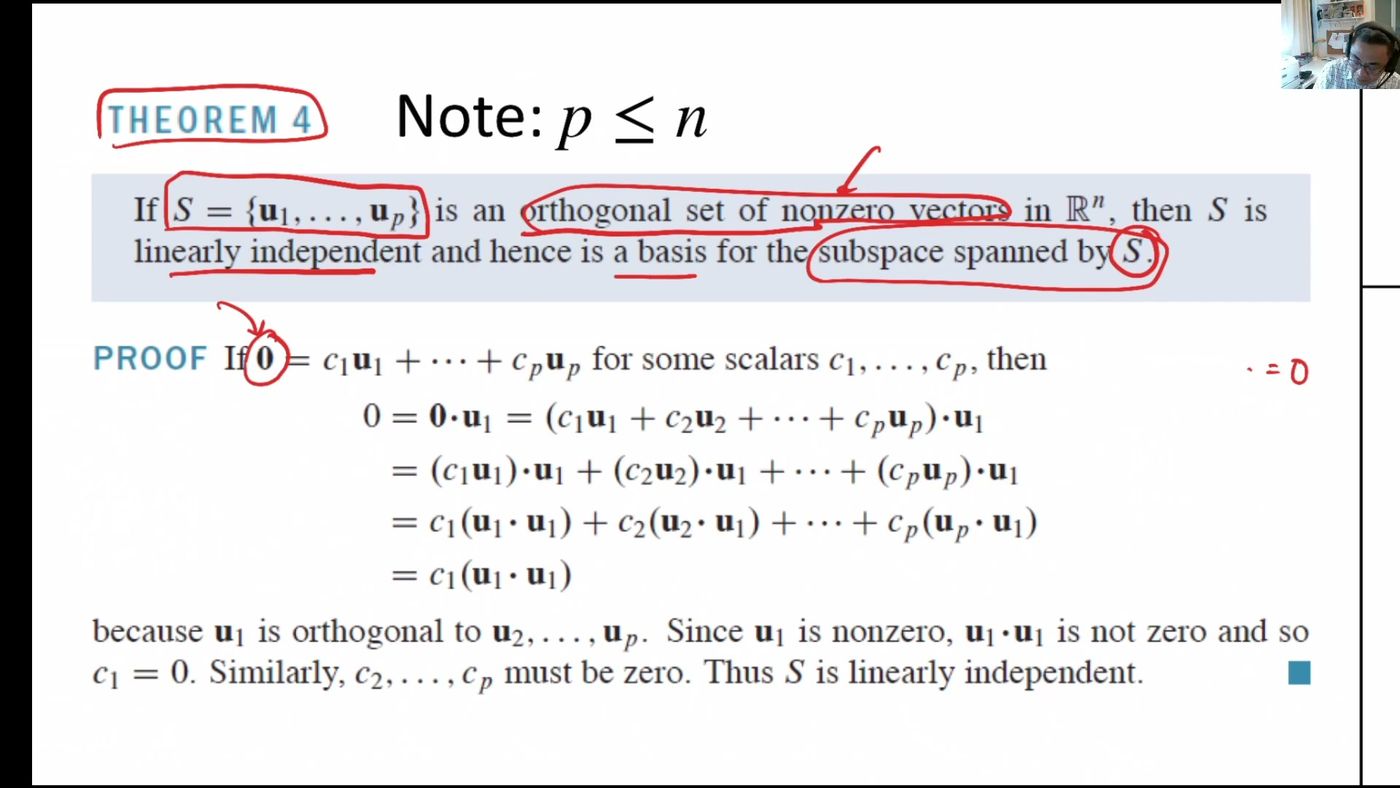 THEOREM 4 Note: p ≤ n
If S = {u₁, . . . , uₚ} is an orthogonal set of nonzero vectors in ℝⁿ, then S is
linearly independent and hence is a basis for the subspace spanned by S.
PROOF If 0 = c₁u₁ + ⋯ + cₚuₚ for some scalars c₁, . . . , cₚ, then
· = 0
0 = 0·u₁ = (c₁u₁ + c₂u₂ + ⋯ + cₚuₚ)·u₁
= (c₁u₁)·u₁ + (c₂u₂)·u₁ + ⋯ + (cₚuₚ)·u₁
= c₁(u₁·u₁) + c₂(u₂·u₁) + ⋯ + cₚ(uₚ·u₁)
= c₁(u₁·u₁)
because u₁ is orthogonal to u₂, . . . , uₚ. Since u₁ is nonzero, u₁·u₁ is not zero and so
c₁ = 0. Similarly, c₂, . . . , cₚ must be zero. Thus S is linearly independent.